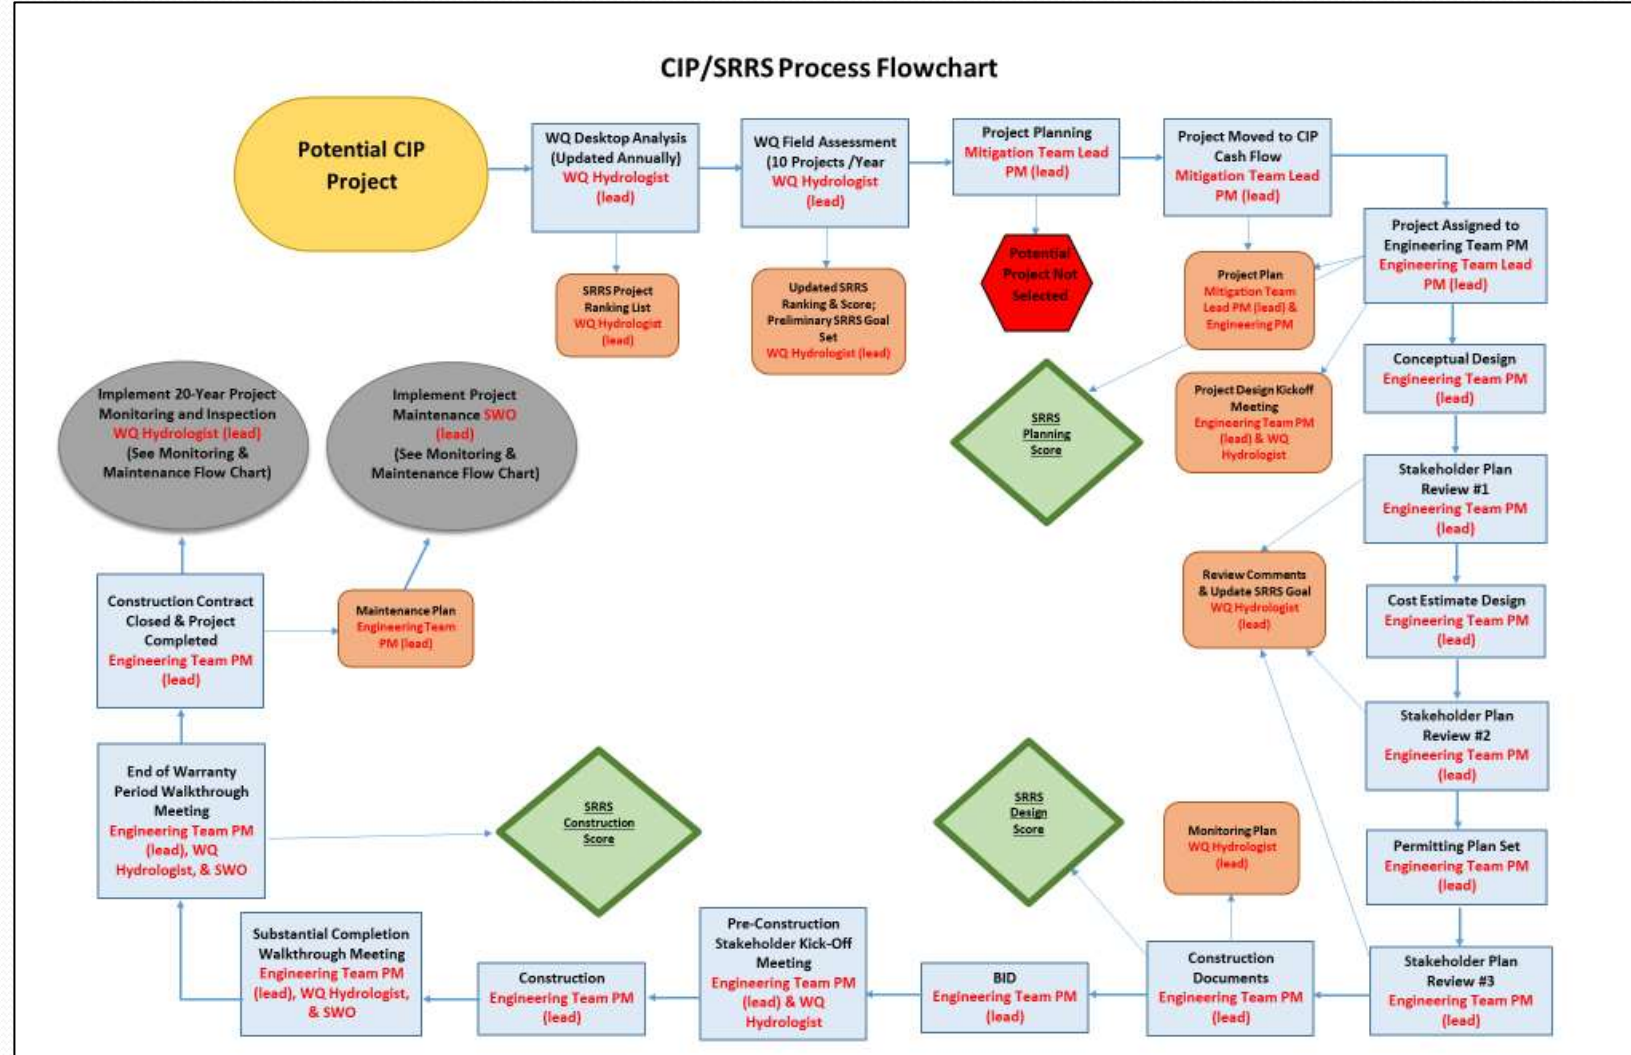 CIP/SRRS Process Flowchart
Potential CIP
Project
WQ Desktop Analysis
(Updated Annually)
WQ Hydrologist
(lead)
WQ Field Assessment
(10 Projects /Year
WQ Hydrologist
(lead)
Project Planning
Mitigation Team Lead
PM (lead)
Project Moved to CIP
Cash Flow
Mitigation Team Lead
PM (lead)
Project Assigned to
Engineering Team PM
Engineering Team Lead
PM (lead)
SRRS Project
Ranking List
WQ Hydrologist
(lead)
Updated SRRS
Ranking & Score;
Preliminary SRRS Goal
Set
WQ Hydrologist (lead)
Potential
Project Not
Selected
Project Plan
Mitigation Team
Lead PM (lead) &
Engineering PM
Conceptual Design
Engineering Team PM
(lead)
Project Design Kickoff
Meeting
Engineering Team PM
(lead) & WQ
Hydrologist
SRRS
Planning
Score
Implement 20-Year Project
Monitoring and Inspection
WQ Hydrologist (lead)
(See Monitoring &
Maintenance Flow Chart)
Implement Project
Maintenance SWO
(lead)
(See Monitoring &
Maintenance Flow Chart)
Stakeholder Plan
Review #1
Engineering Team PM
(lead)
Review Comments
& Update SRRS Goal
WQ Hydrologist
(lead)
Cost Estimate Design
Engineering Team PM
(lead)
Construction Contract
Closed & Project
Completed
Engineering Team PM
(lead)
Maintenance Plan
Engineering Team
PM (lead)
Stakeholder Plan
Review #2
Engineering Team PM
(lead)
End of Warranty
Period Walkthrough
Meeting
Engineering Team PM
(lead), WQ
Hydrologist, & SWO
SRRS
Construction
Score
SRRS
Design
Score
Monitoring Plan
WQ Hydrologist
(lead)
Permitting Plan Set
Engineering Team PM
(lead)
Substantial Completion
Walkthrough Meeting
Engineering Team PM
(lead), WQ Hydrologist,
& SWO
Construction
Engineering Team PM
(lead)
Pre-Construction
Stakeholder Kick-Off
Meeting
Engineering Team PM
(lead) & WQ
Hydrologist
BID
Engineering Team PM
(lead)
Construction
Documents
Engineering Team PM
(lead)
Stakeholder Plan
Review #3
Engineering Team PM
(lead)